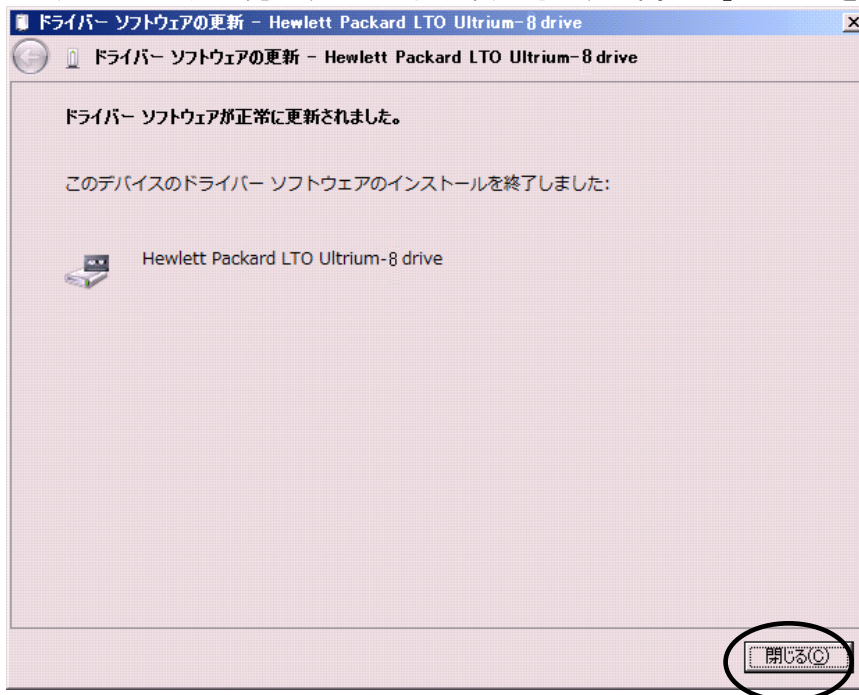 ドライバー ソフトウェアの更新 - Hewlett Packard LTO Ultrium-8 drive
ドライバー ソフトウェアの更新 - Hewlett Packard LTO Ultrium-8 drive
ドライバー ソフトウェアが正常に更新されました。
このデバイスのドライバー ソフトウェアのインストールを終了しました:
Hewlett Packard LTO Ultrium-8 drive
閉じる(C)